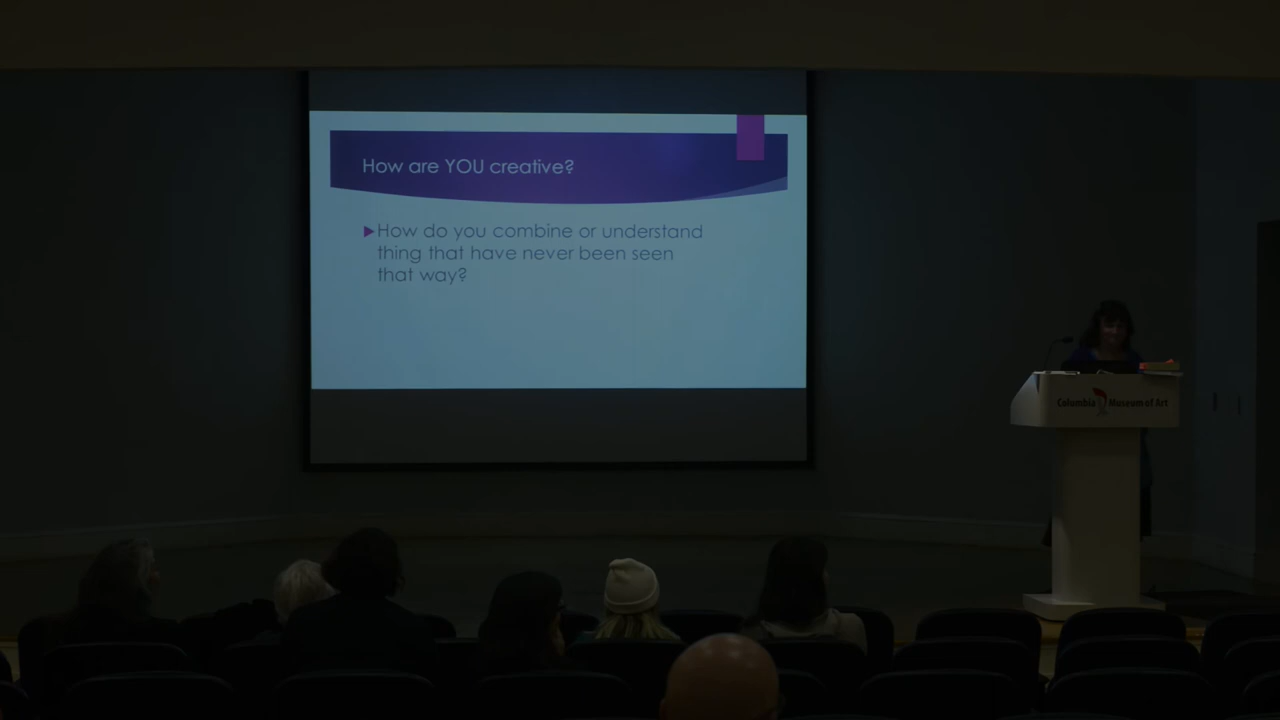 How are YOU creative?
How do you combine or understand
thing that have never been seen
that way?
Columbia Museum of Art